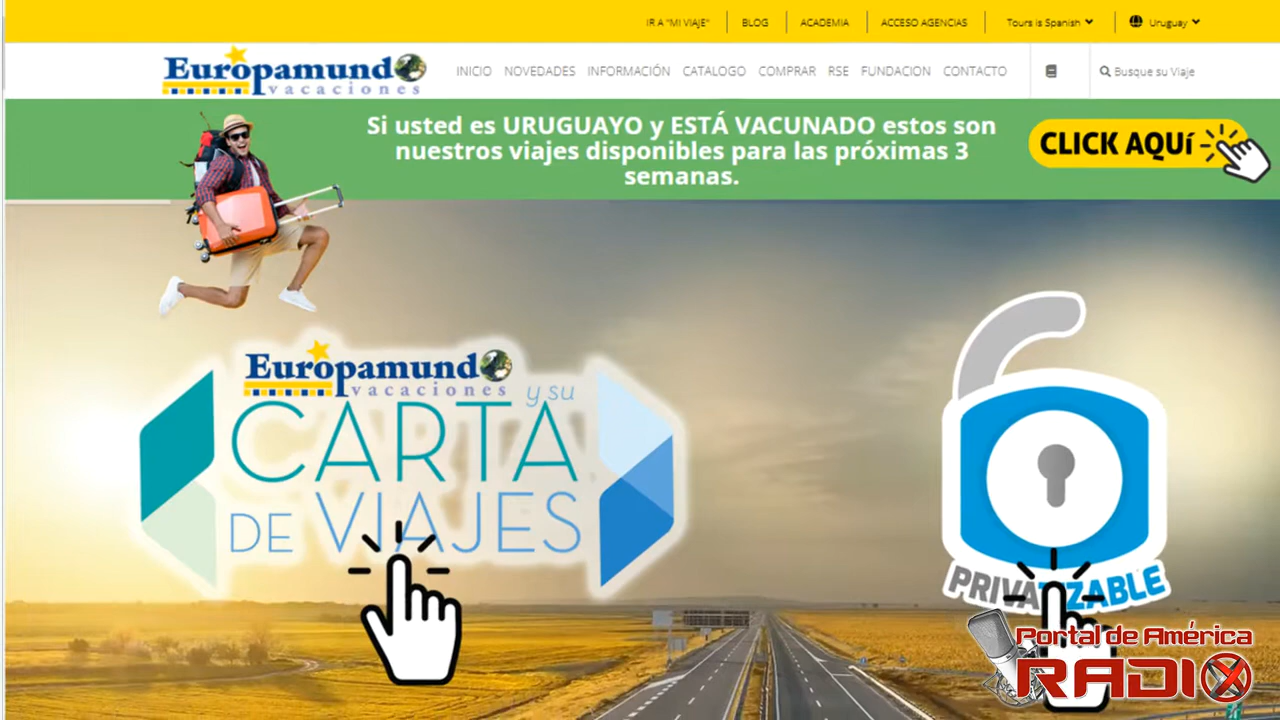 IR A "MI VIAJE" BLOG ACADEMIA ACCESO AGENCIAS Tours is Spanish Uruguay
Europamundo
vacaciones
INICIO NOVEDADES INFORMACIÓN CATALOGO COMPRAR RSE FUNDACION CONTACTO Busque su Viaje
Si usted es URUGUAYO y ESTÁ VACUNADO estos son
nuestros viajes disponibles para las próximas 3
semanas.
CLICK AQUí
Europamundo
vacaciones y su
CARTA
DE VIAJES
PRIVATIZABLE
Portal de América
RADIO